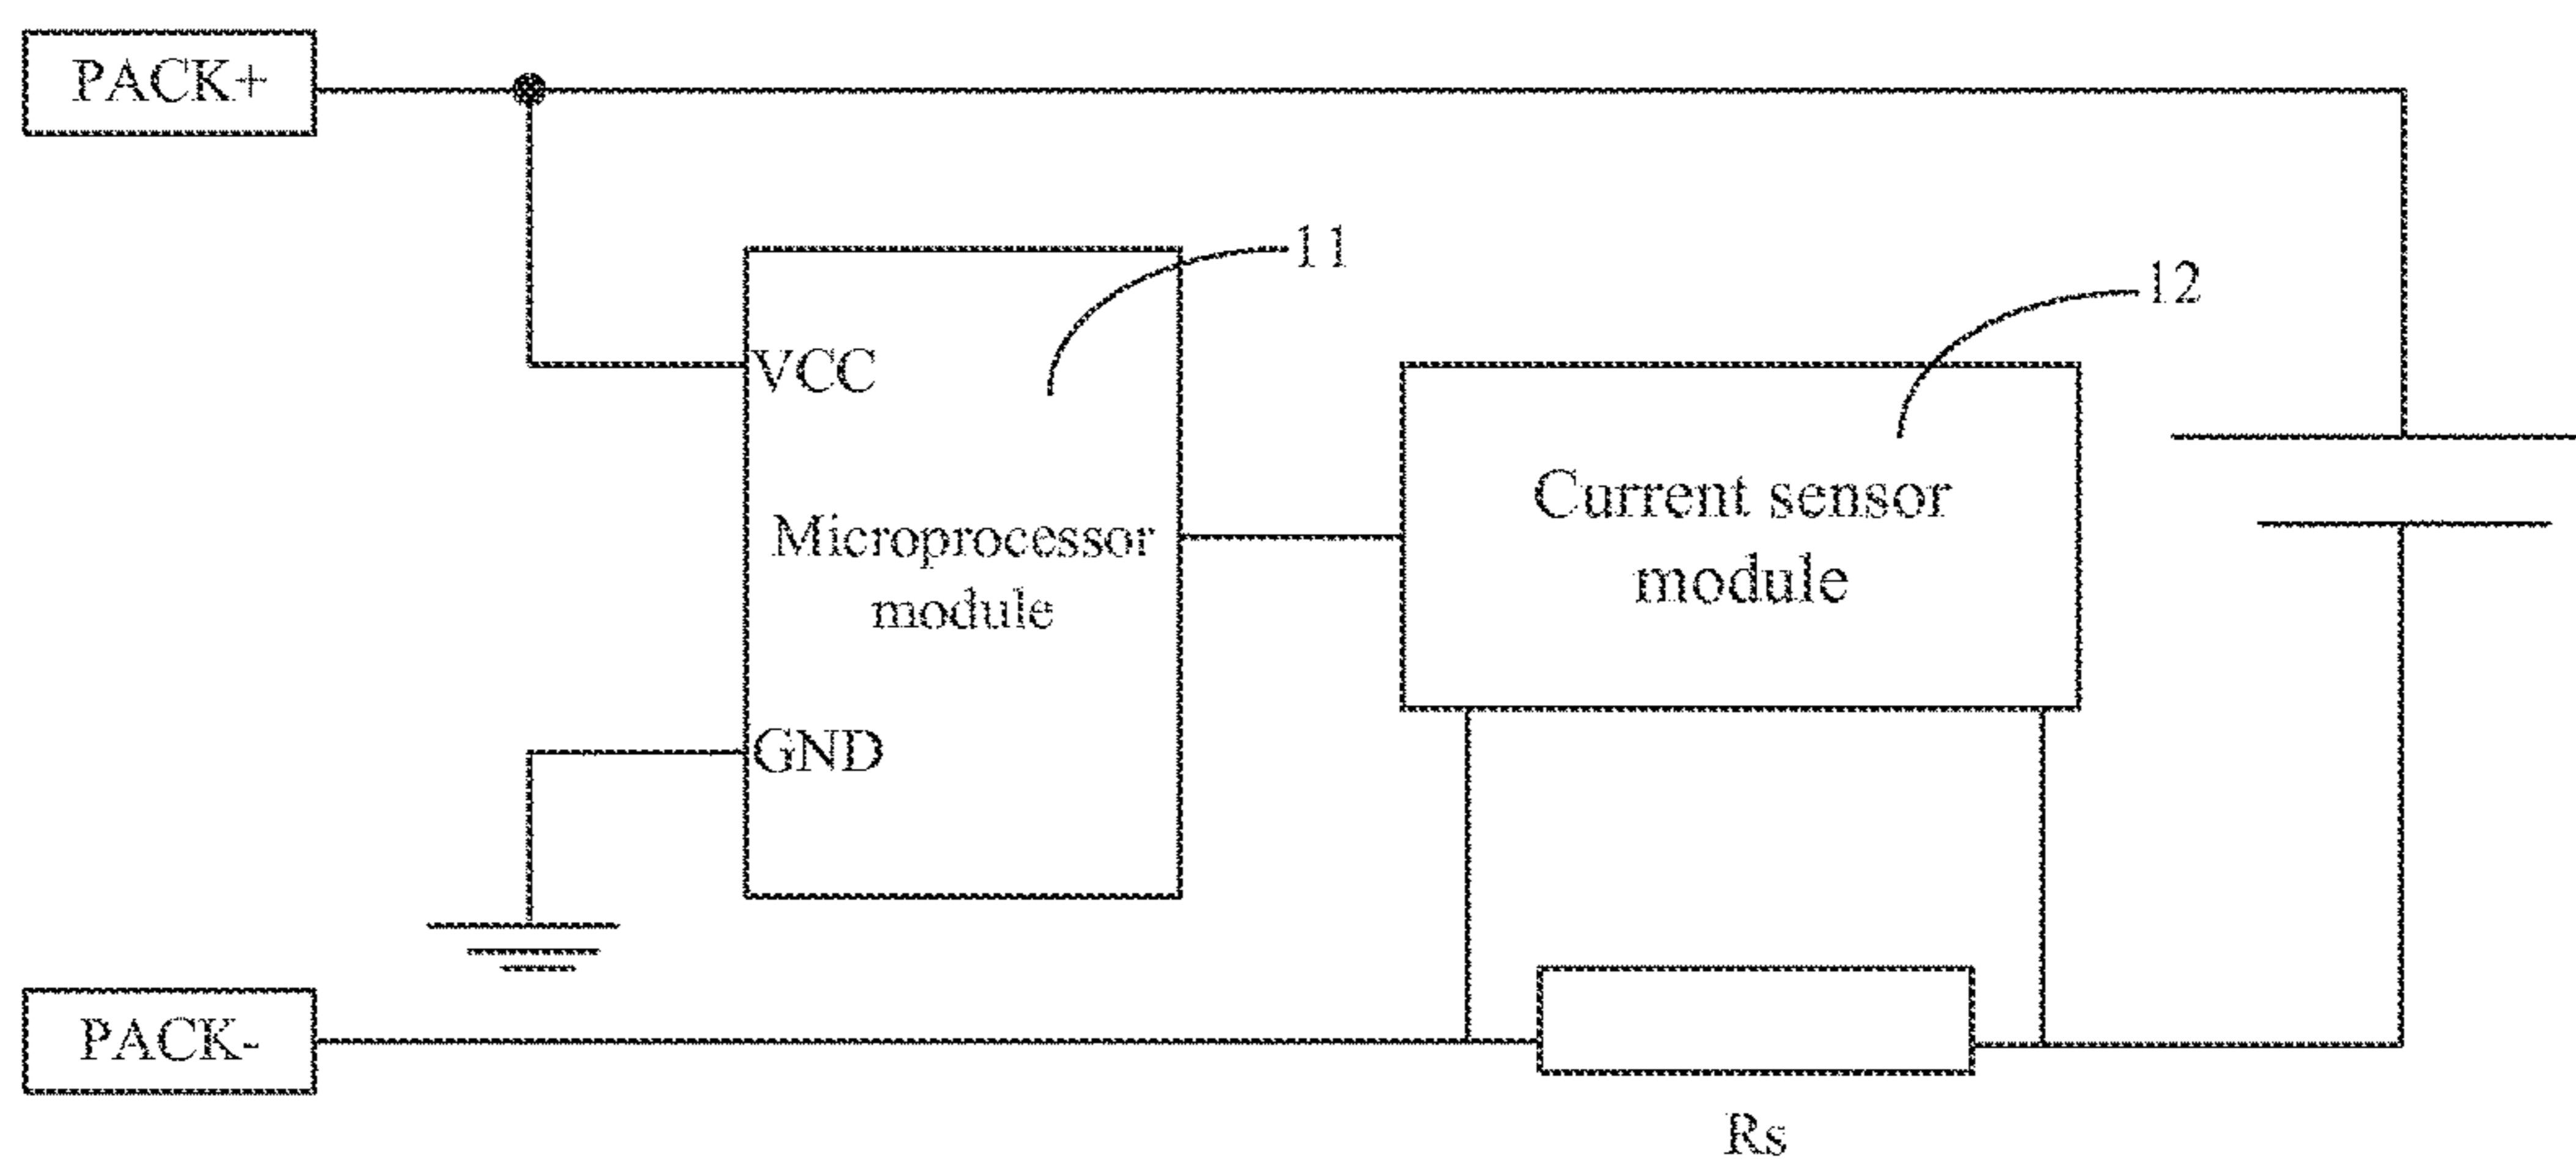 PACK+
11
12
VCC
Current sensor
module
Microprocessor
module
GND
PACK-
Rs